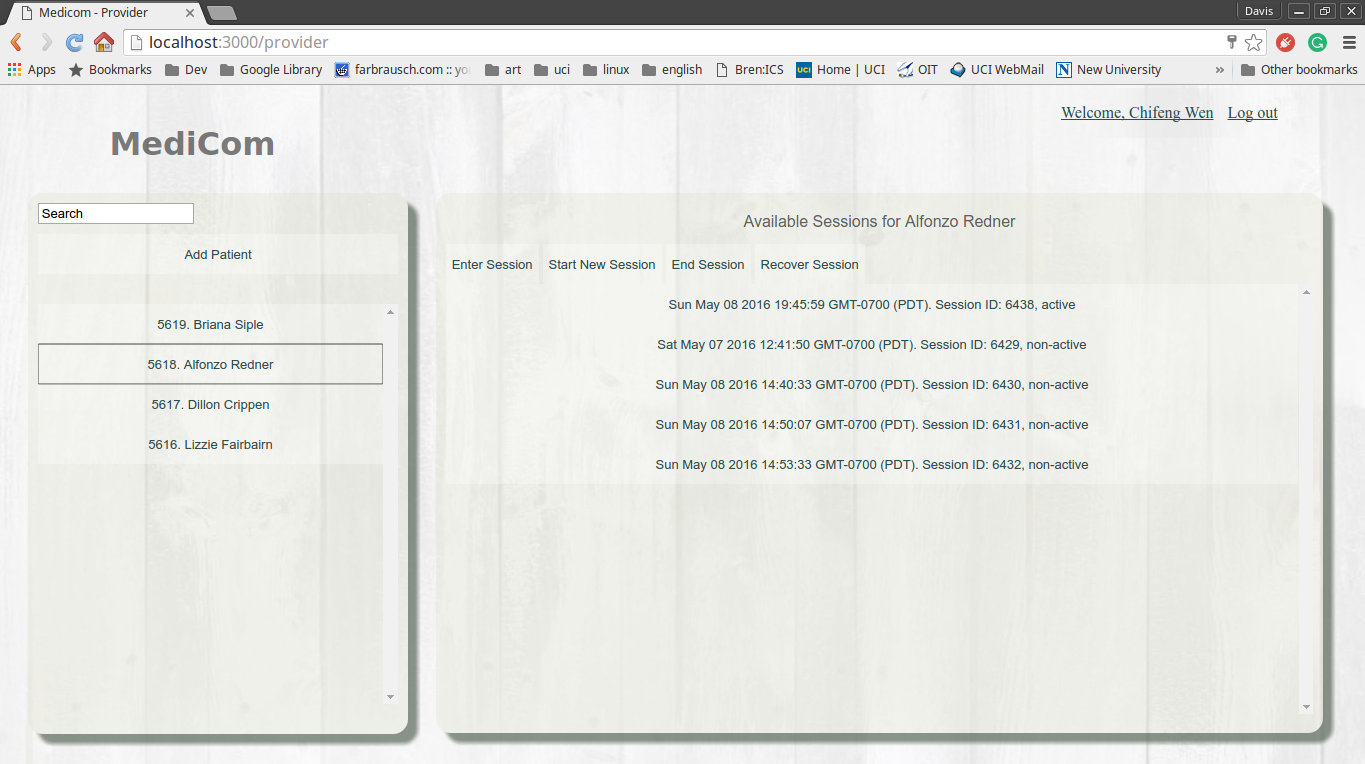 Medicom - Provider
Davis
localhost:3000/provider
Apps Bookmarks Dev Google Library farbrausch.com :: art uci linux english Bren:ICS UCI Home | UCI OIT UCI WebMail N New University » Other bookmarks
Welcome, Chifeng Wen Log out
MediCom
Search
Add Patient
5619. Briana Siple
5618. Alfonzo Redner
5617. Dillon Crippen
5616. Lizzie Fairbairn
Available Sessions for Alfonzo Redner
Enter Session Start New Session End Session Recover Session
Sun May 08 2016 19:45:59 GMT-0700 (PDT). Session ID: 6438, active
Sat May 07 2016 12:41:50 GMT-0700 (PDT). Session ID: 6429, non-active
Sun May 08 2016 14:40:33 GMT-0700 (PDT). Session ID: 6430, non-active
Sun May 08 2016 14:50:07 GMT-0700 (PDT). Session ID: 6431, non-active
Sun May 08 2016 14:53:33 GMT-0700 (PDT). Session ID: 6432, non-active